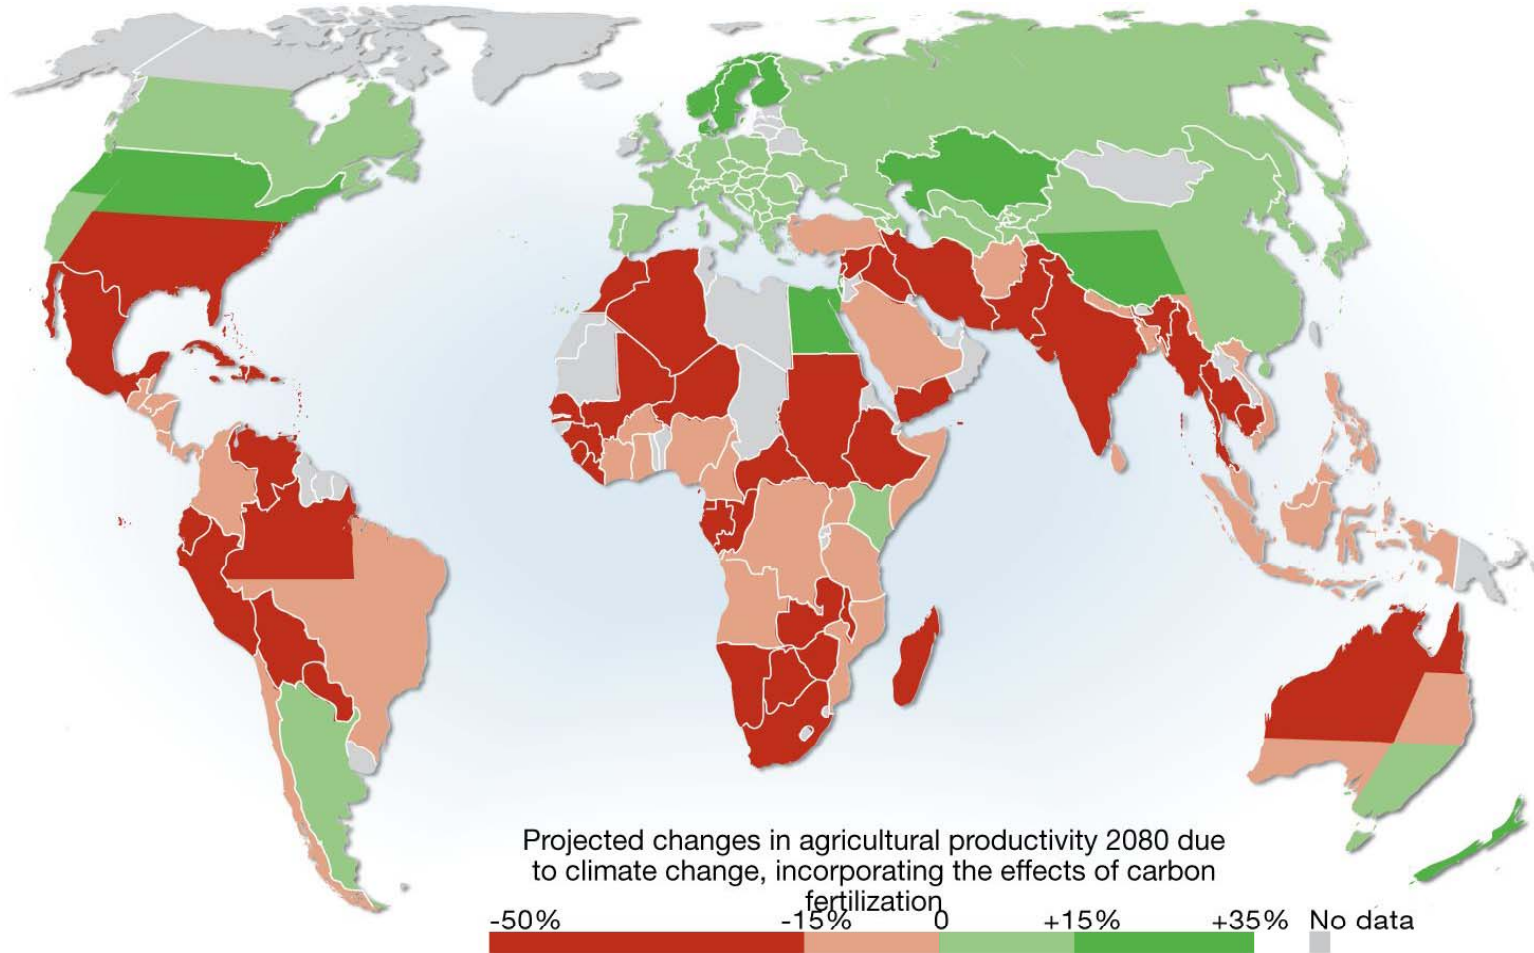 Projected changes in agricultural productivity 2080 due
to climate change, incorporating the effects of carbon
fertilization
-50% -15% 0 +15% +35% No data